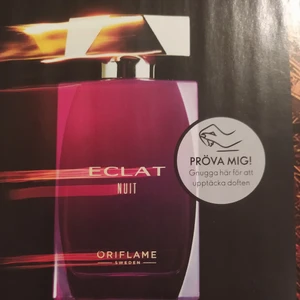 ECLAT
NUIT
ORIFLAME
SWEDEN
PRÖVA MIG!
Gnugga här för att
upptäcka doften